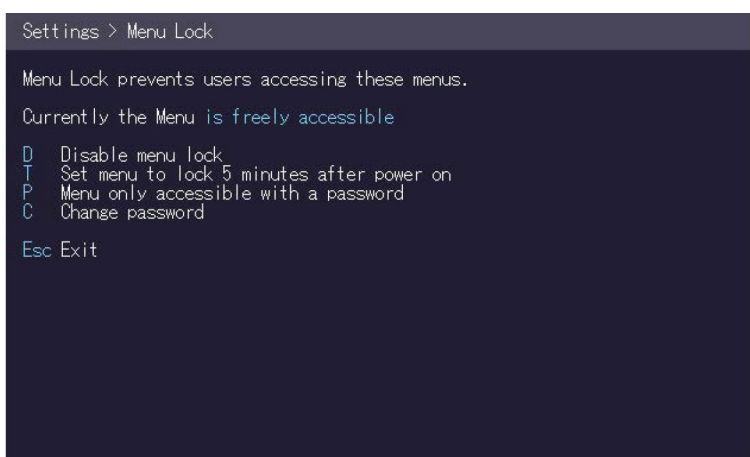 Settings > Menu Lock
Menu Lock prevents users accessing these menus.
Currently the Menu is freely accessible
D Disable menu lock
T Set menu to lock 5 minutes after power on
P Menu only accessible with a password
C Change password
Esc Exit